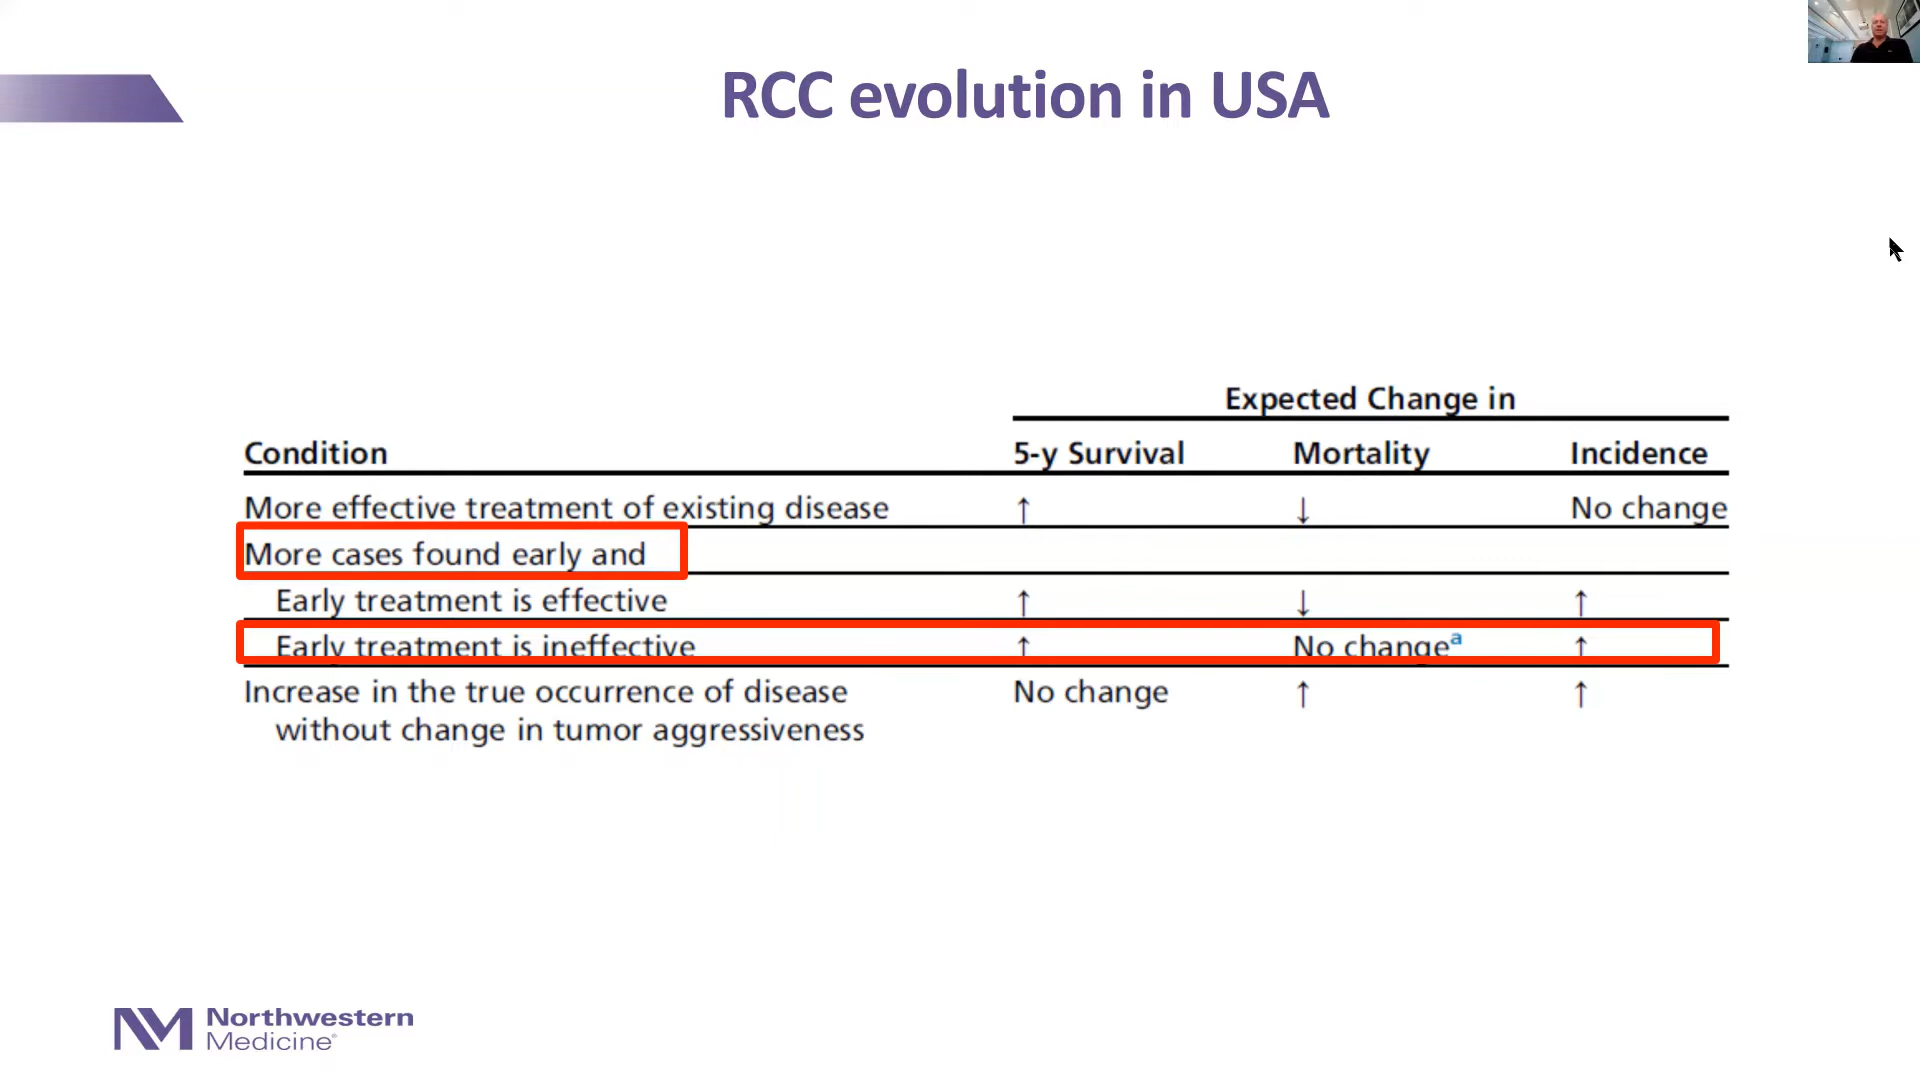 RCC evolution in USA
Expected Change in
Condition 5-y Survival Mortality Incidence
More effective treatment of existing disease ↑ ↓ No change
More cases found early and
Early treatment is effective ↑ ↓ ↑
Early treatment is ineffective ↑ No changeᵃ ↑
Increase in the true occurrence of disease No change ↑ ↑
without change in tumor aggressiveness
NM Northwestern
Medicine®